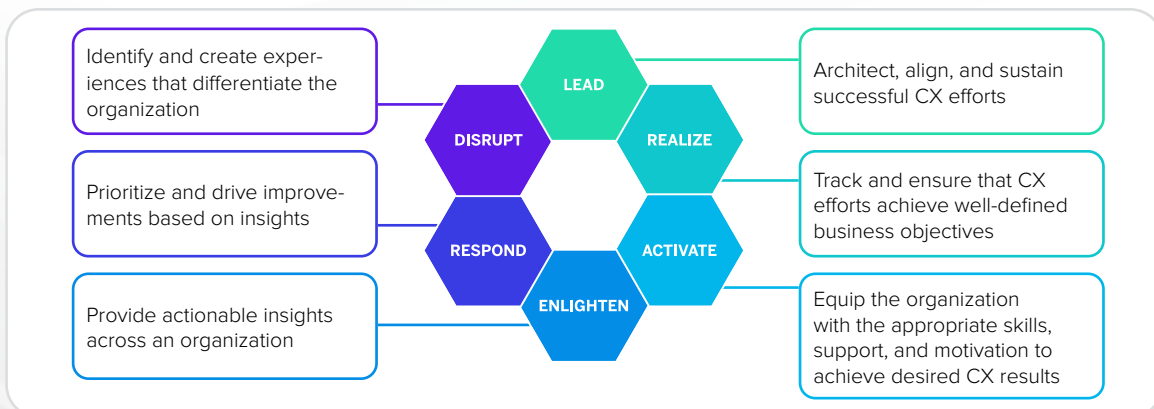 Identify and create exper-
iences that differentiate the
organization
Prioritize and drive improve-
ments based on insights
Provide actionable insights
across an organization
LEAD
DISRUPT
REALIZE
RESPOND
ACTIVATE
ENLIGHTEN
Architect, align, and sustain
successful CX efforts
Track and ensure that CX
efforts achieve well-defined
business objectives
Equip the organization
with the appropriate skills,
support, and motivation to
achieve desired CX results